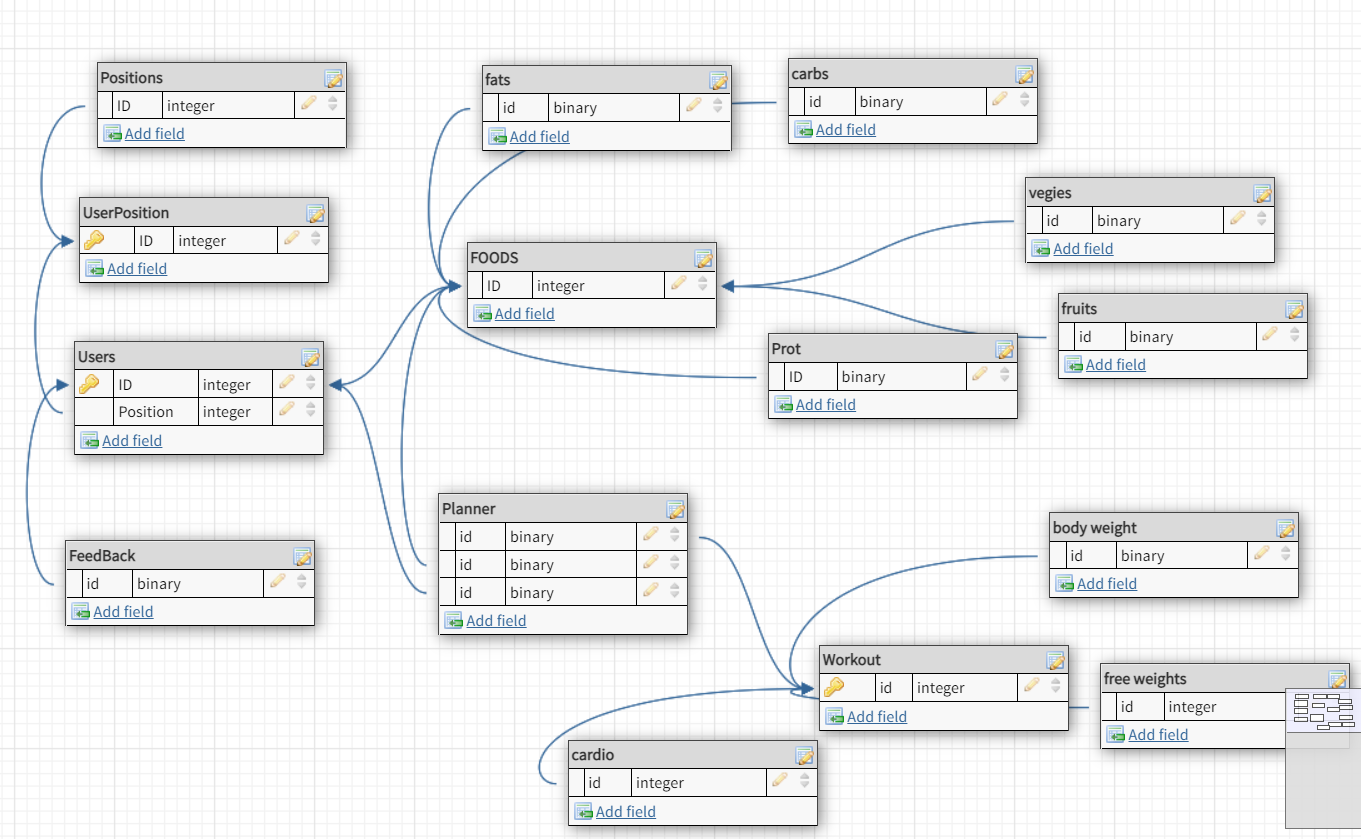 Positions
ID integer
Add field
fats
id binary
Add field
carbs
id binary
Add field
UserPosition
ID integer
Add field
vegies
id binary
Add field
FOODS
ID integer
Add field
fruits
id binary
Add field
Prot
ID binary
Add field
Users
ID integer
Position integer
Add field
Planner
id binary
id binary
id binary
Add field
FeedBack
id binary
Add field
body weight
id binary
Add field
Workout
id integer
Add field
free weights
id integer
Add field
cardio
id integer
Add field